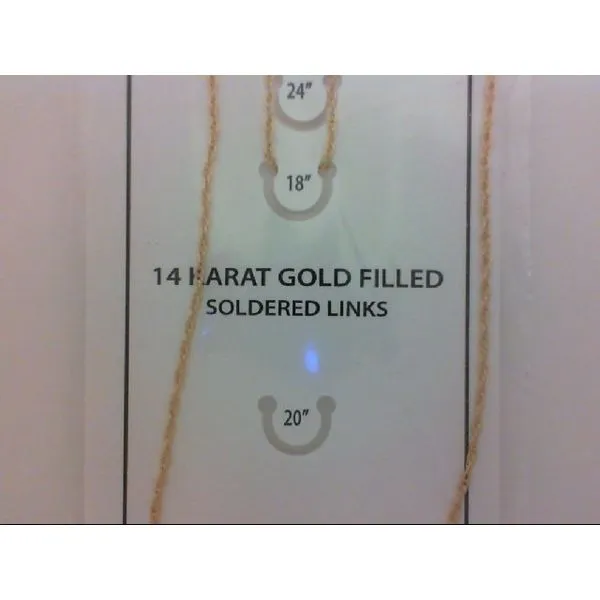 24"
18"
14 KARAT GOLD FILLED
SOLDERED LINKS
20"